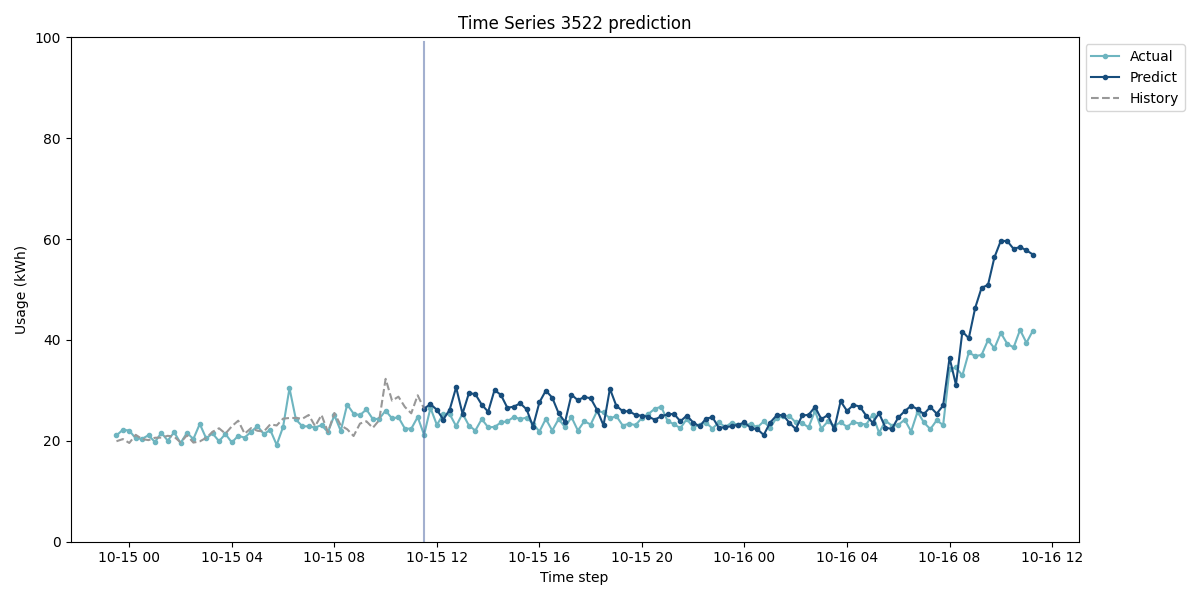 Time Series 3522 prediction
100
80
60
40
20
0
Usage (kWh)
10-15 00
10-15 04
10-15 08
10-15 12
10-15 16
10-15 20
10-16 00
10-16 04
10-16 08
10-16 12
Time step
Actual
Predict
History